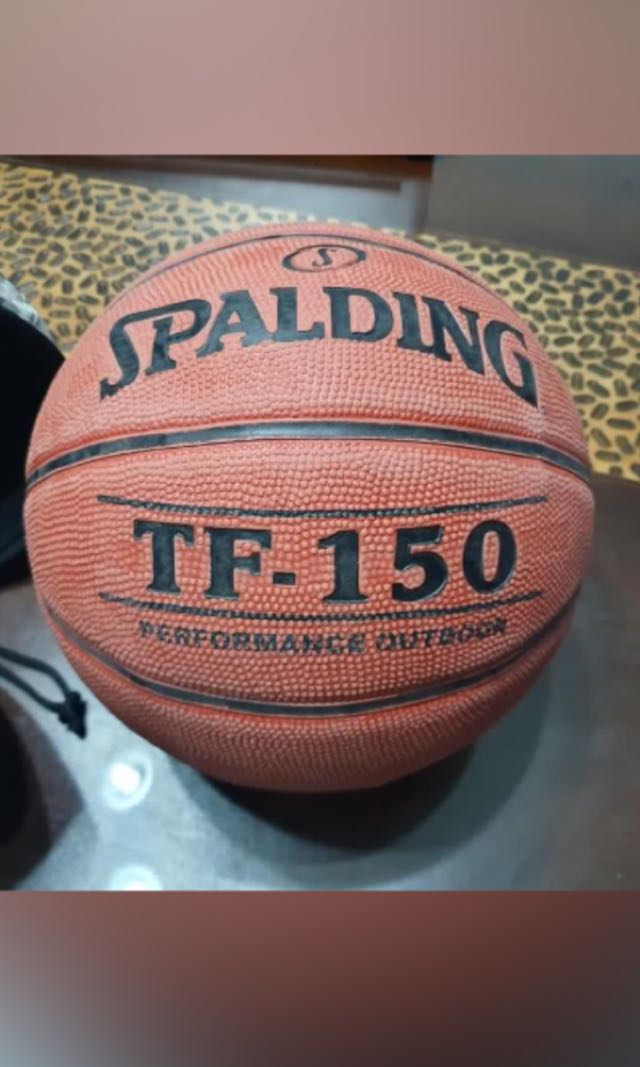 S
SPALDING
TF-150
PERFORMANCE OUTDOOR